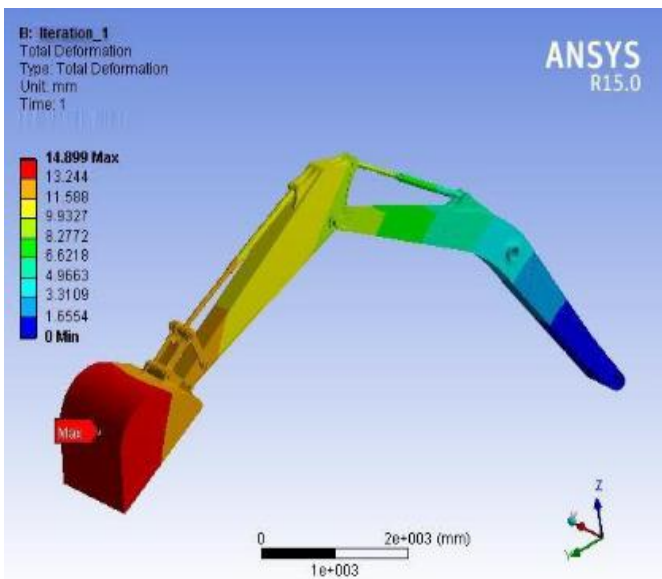 B: Iteration_1
Total Deformation
Type: Total Deformation
Unit: mm
Time: 1
ANSYS
R15.0
14.899 Max
13.244
11.588
9.9327
8.2772
6.6218
4.9663
3.3109
1.6554
0 Min
Max
Z
Y
0
2e+003 (mm)
1e+003